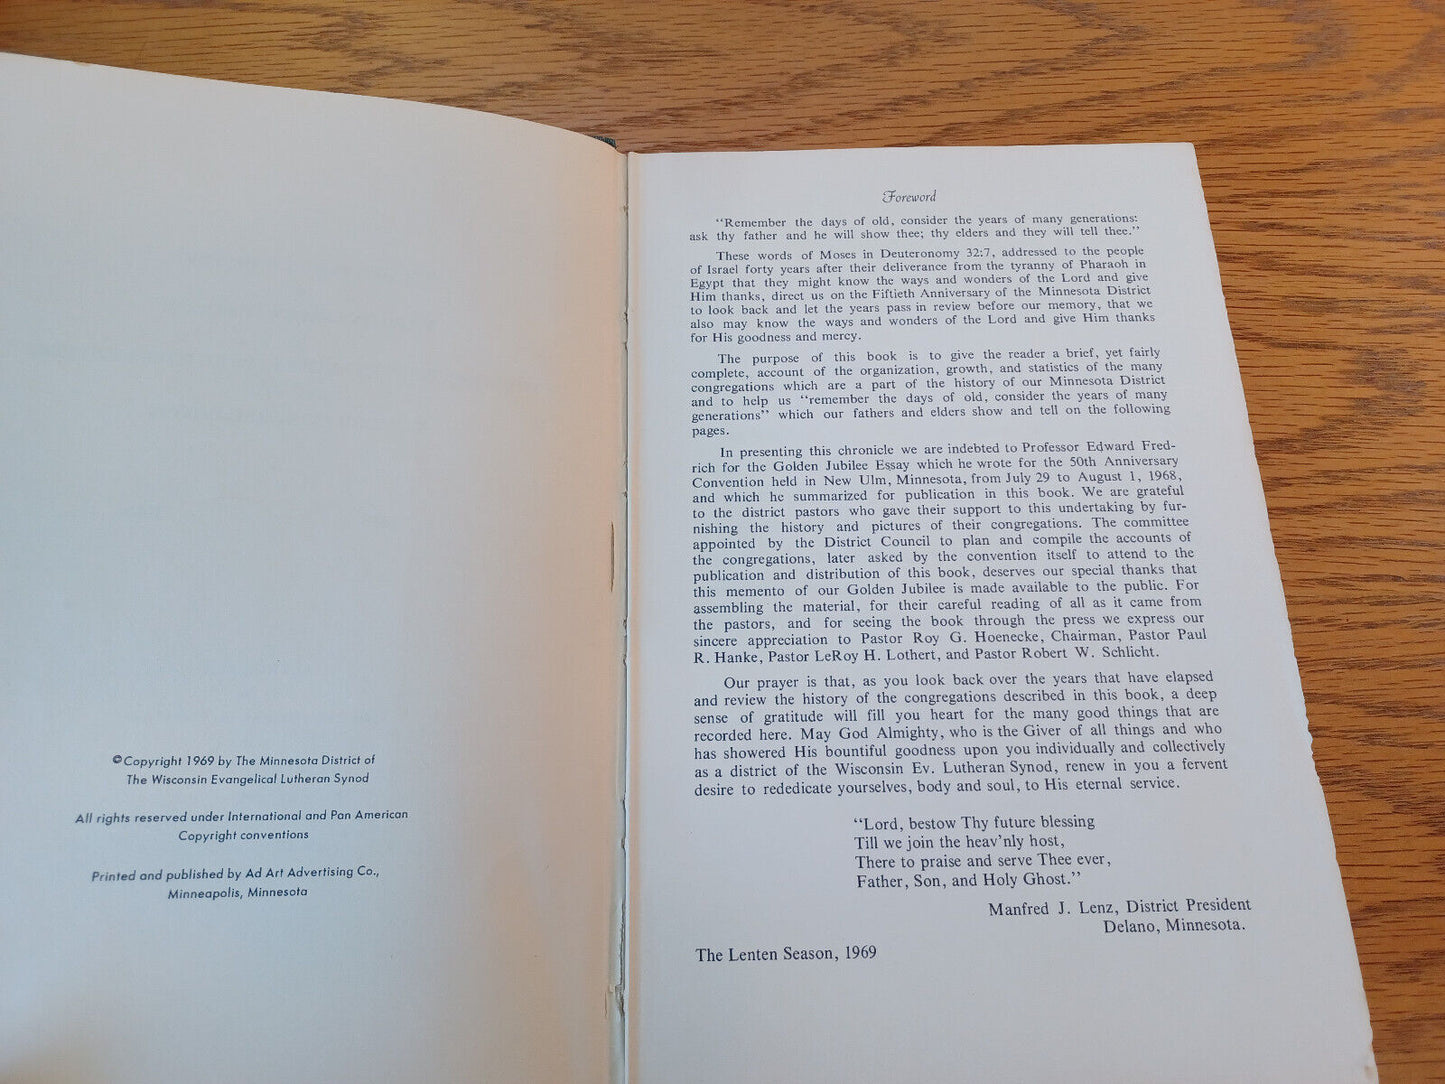 ©Copyright 1969 by The Minnesota District of
The Wisconsin Evangelical Lutheran Synod
All rights reserved under International and Pan American
Copyright conventions
Printed and published by Ad Art Advertising Co.,
Minneapolis, Minnesota
Foreword
"Remember the days of old, consider the years of many generations:
ask thy father and he will show thee; thy elders and they will tell thee."
These words of Moses in Deuteronomy 32:7, addressed to the people
of Israel forty years after their deliverance from the tyranny of Pharaoh in
Egypt that they might know the ways and wonders of the Lord and give
Him thanks, direct us on the Fiftieth Anniversary of the Minnesota District
to look back and let the years pass in review before our memory, that we
also may know the ways and wonders of the Lord and give Him thanks
for His goodness and mercy.
The purpose of this book is to give the reader a brief, yet fairly
complete, account of the organization, growth, and statistics of the many
congregations which are a part of the history of our Minnesota District
and to help us "remember the days of old, consider the years of many
generations" which our fathers and elders show and tell on the following
pages.
In presenting this chronicle we are indebted to Professor Edward Fred-
rich for the Golden Jubilee Essay which he wrote for the 50th Anniversary
Convention held in New Ulm, Minnesota, from July 29 to August 1, 1968,
and which he summarized for publication in this book. We are grateful
to the district pastors who gave their support to this undertaking by fur-
nishing the history and pictures of their congregations. The committee
appointed by the District Council to plan and compile the accounts of
the congregations, later asked by the convention itself to attend to the
publication and distribution of this book, deserves our special thanks that
this memento of our Golden Jubilee is made available to the public. For
assembling the material, for their careful reading of all as it came from
the pastors, and for seeing the book through the press we express our
sincere appreciation to Pastor Roy G. Hoenecke, Chairman, Pastor Paul
R. Hanke, Pastor LeRoy H. Lothert, and Pastor Robert W. Schlicht.
Our prayer is that, as you look back over the years that have elapsed
and review the history of the congregations described in this book, a deep
sense of gratitude will fill you heart for the many good things that are
recorded here. May God Almighty, who is the Giver of all things and who
has showered His bountiful goodness upon you individually and collectively
as a district of the Wisconsin Ev. Lutheran Synod, renew in you a fervent
desire to rededicate yourselves, body and soul, to His eternal service.
"Lord, bestow Thy future blessing
Till we join the heav'nly host,
There to praise and serve Thee ever,
Father, Son, and Holy Ghost."
Manfred J. Lenz, District President
Delano, Minnesota.
The Lenten Season, 1969